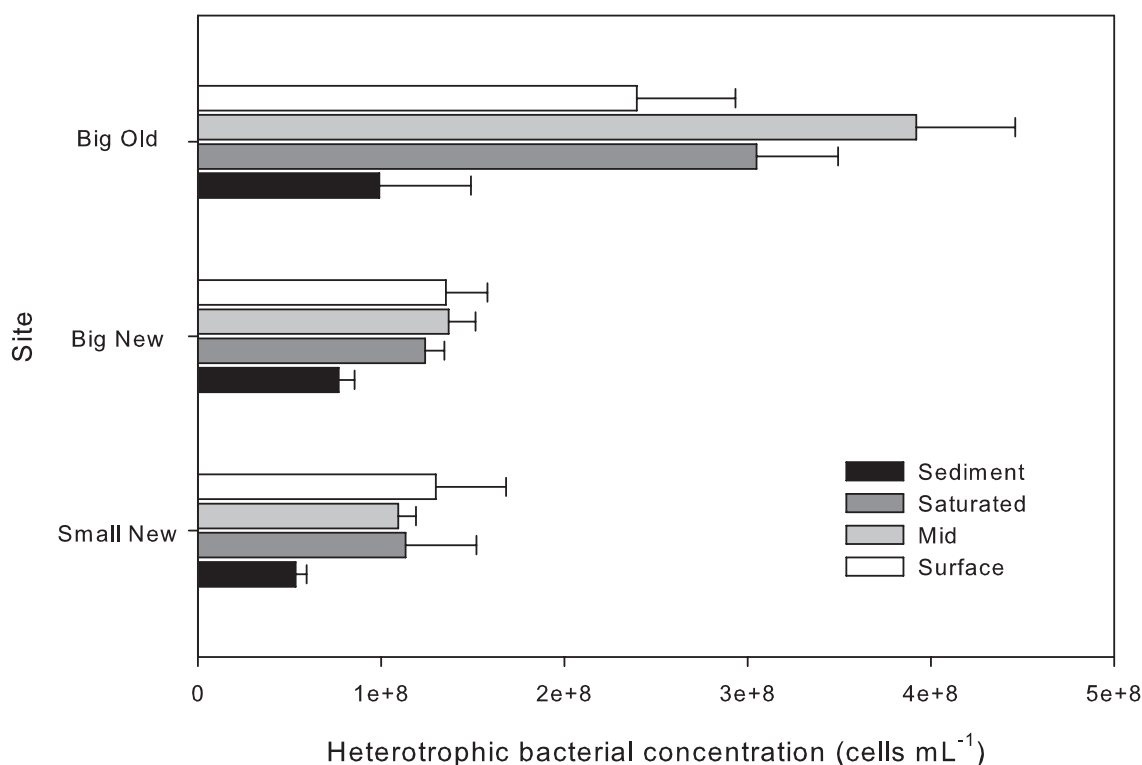 Big Old
Big New
Small New
Site
Sediment
Saturated
Mid
Surface
0 1e+8 2e+8 3e+8 4e+8 5e+8
Heterotrophic bacterial concentration (cells mL⁻¹)